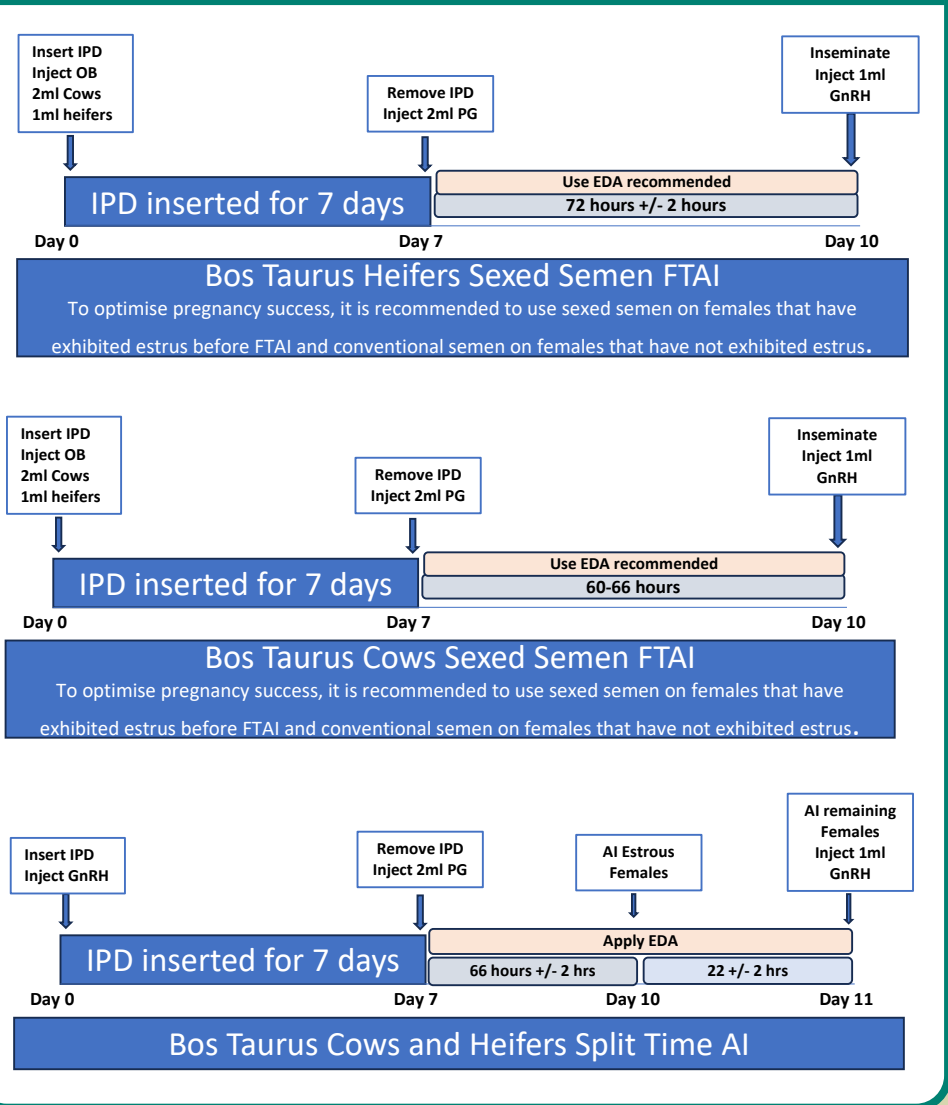 Insert IPD
Inject OB
2ml Cows
1ml heifers
Remove IPD
Inject 2ml PG
Inseminate
Inject 1ml
GnRH
IPD inserted for 7 days
Use EDA recommended
72 hours +/- 2 hours
Day 0
Day 7
Day 10
Bos Taurus Heifers Sexed Semen FTAI
To optimise pregnancy success, it is recommended to use sexed semen on females that have
exhibited estrus before FTAI and conventional semen on females that have not exhibited estrus.
Insert IPD
Inject OB
2ml Cows
1ml heifers
Remove IPD
Inject 2ml PG
Inseminate
Inject 1ml
GnRH
IPD inserted for 7 days
Use EDA recommended
60-66 hours
Day 0
Day 7
Day 10
Bos Taurus Cows Sexed Semen FTAI
To optimise pregnancy success, it is recommended to use sexed semen on females that have
exhibited estrus before FTAI and conventional semen on females that have not exhibited estrus.
Insert IPD
Inject GnRH
Remove IPD
Inject 2ml PG
AI Estrous
Females
AI remaining
Females
Inject 1ml
GnRH
IPD inserted for 7 days
Apply EDA
66 hours +/- 2 hrs
22 +/- 2 hrs
Day 0
Day 7
Day 10
Day 11
Bos Taurus Cows and Heifers Split Time AI